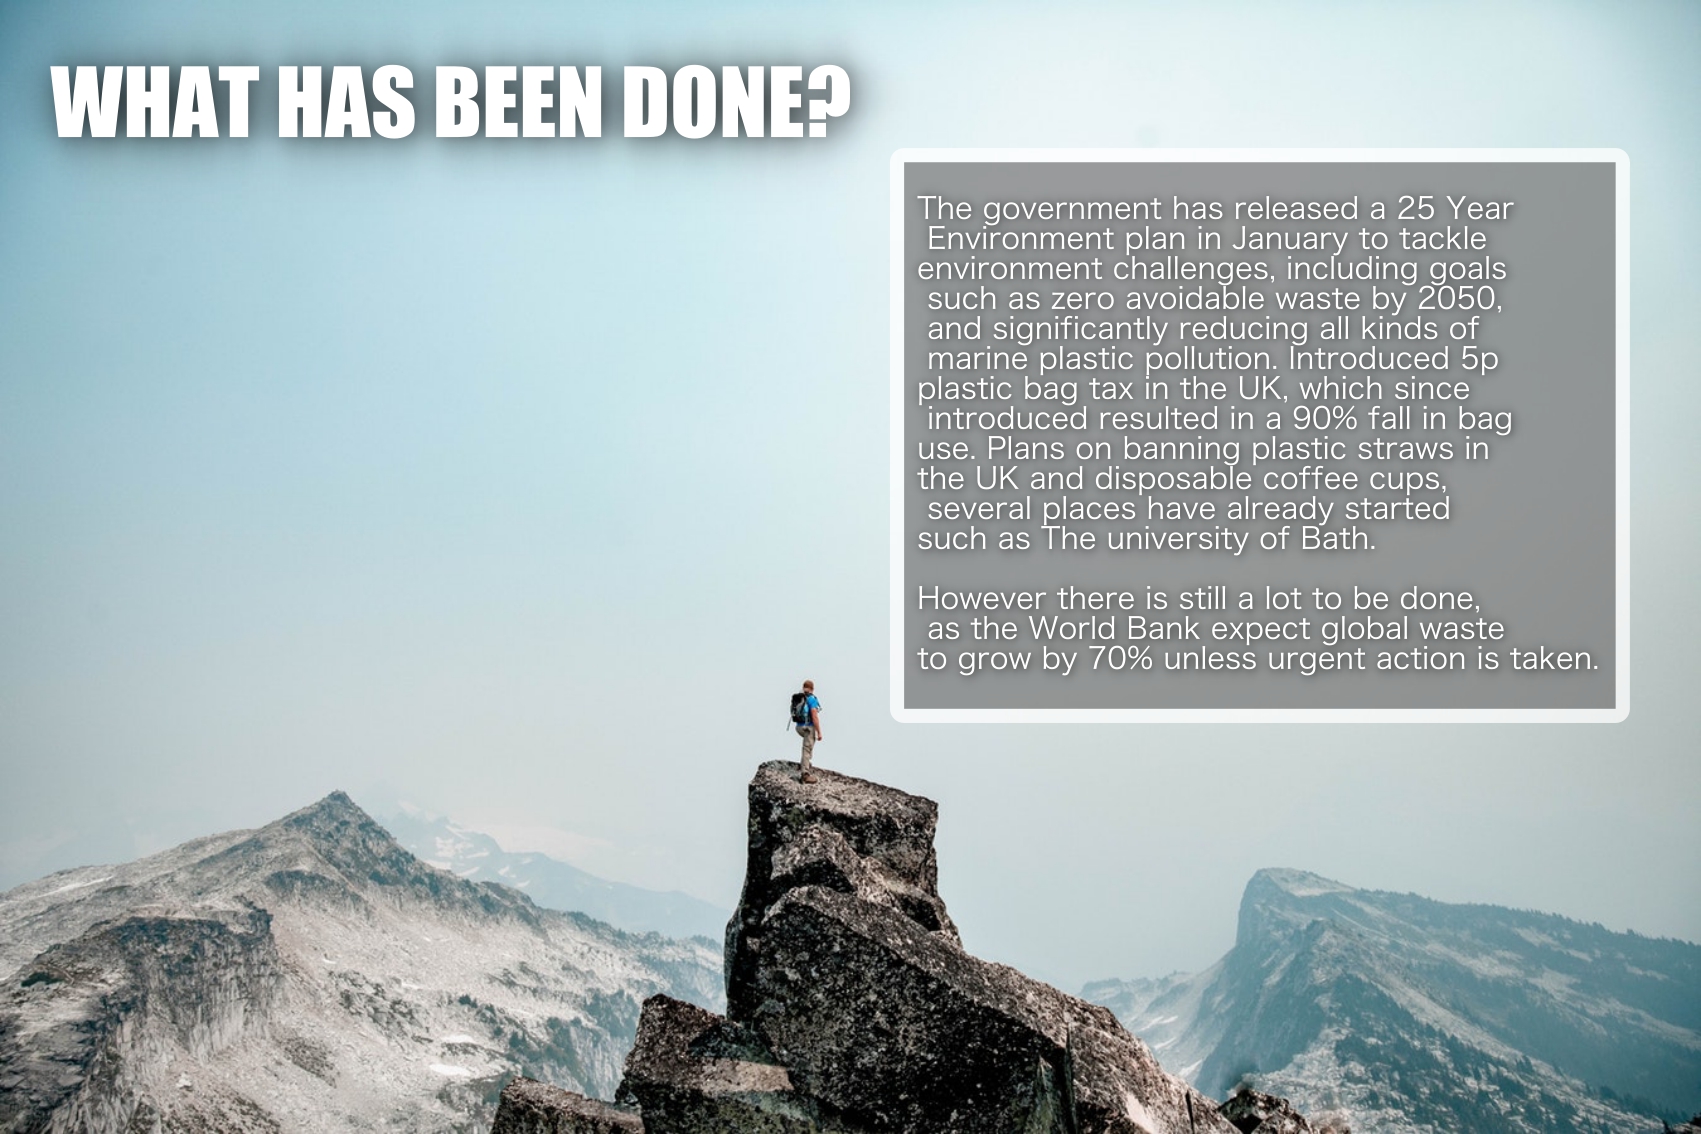 WHAT HAS BEEN DONE?
The government has released a 25 Year
Environment plan in January to tackle
environment challenges, including goals
such as zero avoidable waste by 2050,
and significantly reducing all kinds of
marine plastic pollution. Introduced 5p
plastic bag tax in the UK, which since
introduced resulted in a 90% fall in bag
use. Plans on banning plastic straws in
the UK and disposable coffee cups,
several places have already started
such as The university of Bath.
However there is still a lot to be done,
as the World Bank expect global waste
to grow by 70% unless urgent action is taken.